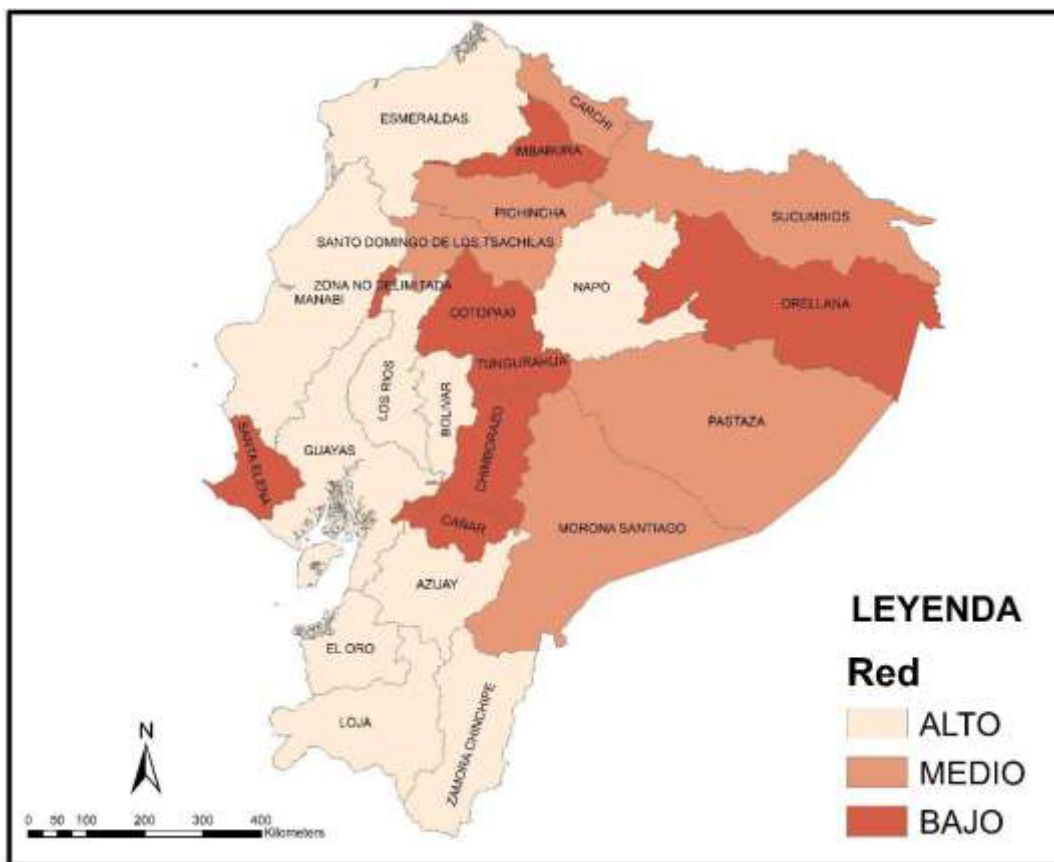 CARCHI
ESMERALDAS
IMBABURA
PICHINCHA
SUCUMBIOS
SANTO DOMINGO DE LOS TSACHILAS
ZONA NO DELIMITADA
NAPO
MANABI
COTOPAXI
ORELLANA
TUNGURAHUA
LOS RIOS
BOLIVAR
PASTAZA
GUAYAS
CHIMBORAZO
SANTA ELENA
CAÑAR
MORONA SANTIAGO
AZUAY
EL ORO
LOJA
ZAMORA CHINCHIPE
LEYENDA
Red
ALTO
MEDIO
BAJO
N
0 50 100 200 300 400
Kilometers